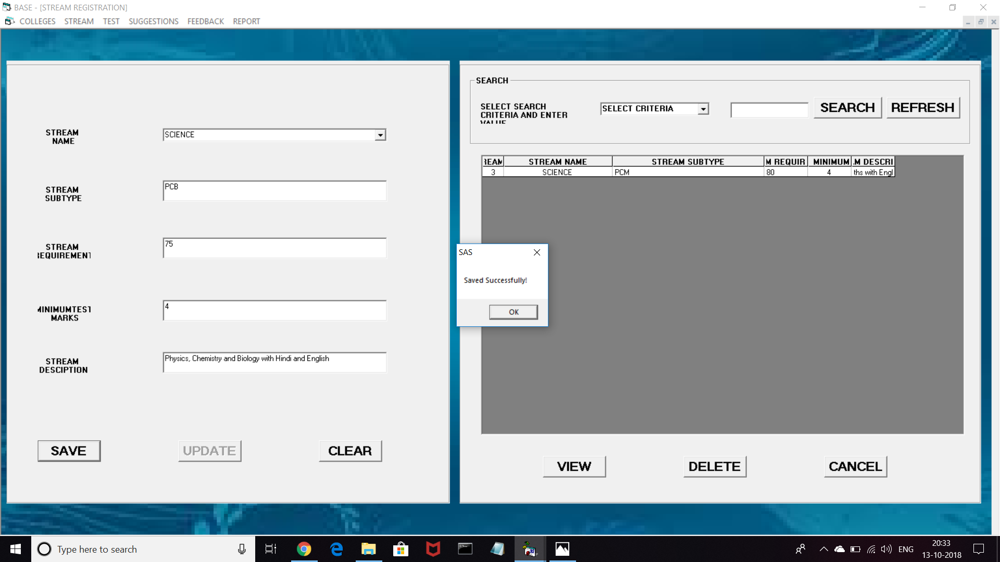 BASE - [STREAM REGISTRATION]
COLLEGES STREAM TEST SUGGESTIONS FEEDBACK REPORT
STREAM
NAME
SCIENCE
STREAM
SUBTYPE
PCB
STREAM
REQUIREMENT
75
MINIMUMTEST
MARKS
4
STREAM
DESCIPTION
Physics, Chemistry and Biology with Hindi and English
SAVE UPDATE CLEAR
SEARCH
SELECT SEARCH
CRITERIA AND ENTER
VALUE
SELECT CRITERIA
SEARCH REFRESH
REAM STREAM NAME STREAM SUBTYPE M REQUIR MINIMUM .M DESCRI
3 SCIENCE PCM 80 4 ths with Engl
SAS
Saved Successfully!
OK
VIEW DELETE CANCEL
Type here to search
ENG
20:33
13-10-2018